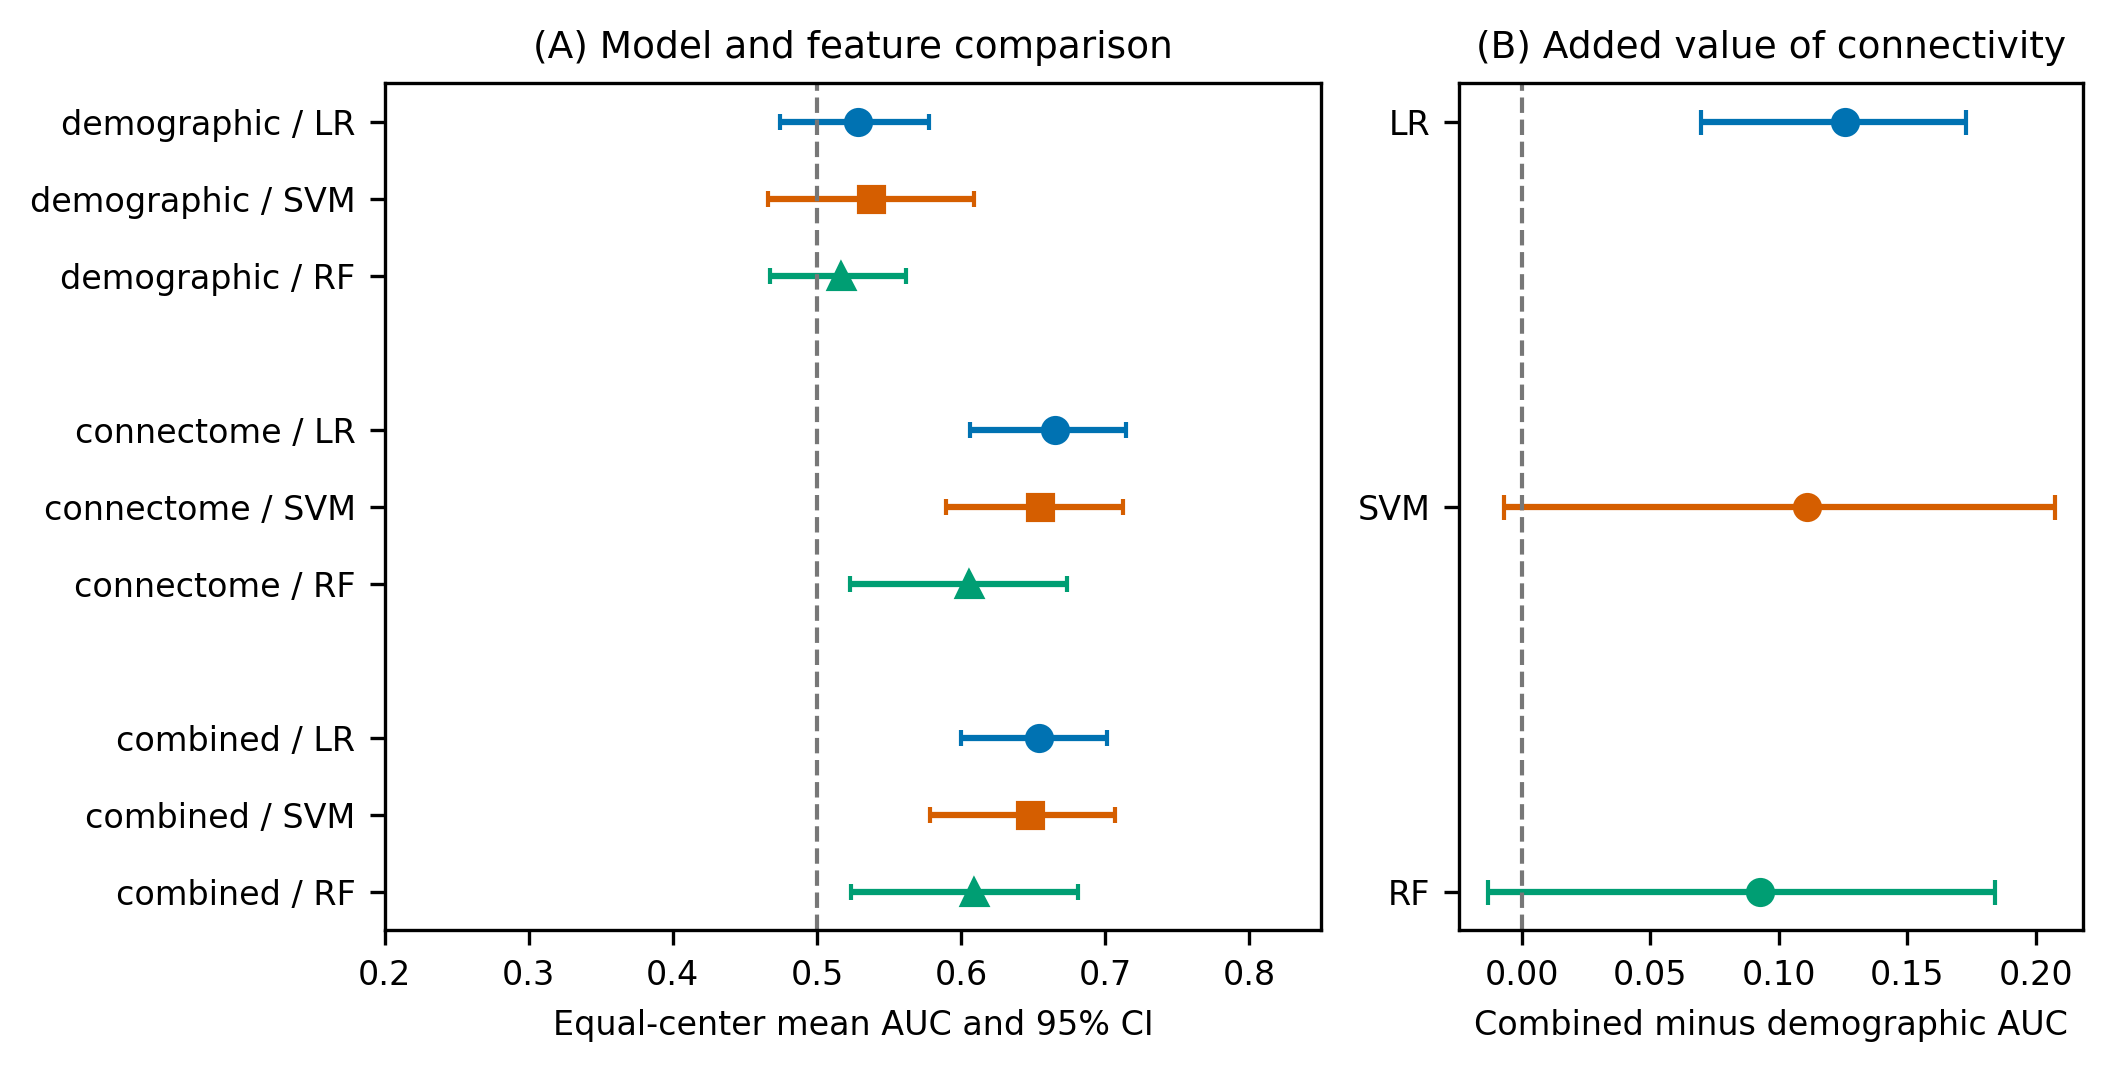 (A) Model and feature comparison
demographic / LR
demographic / SVM
demographic / RF
connectome / LR
connectome / SVM
connectome / RF
combined / LR
combined / SVM
combined / RF
0.2 0.3 0.4 0.5 0.6 0.7 0.8
Equal-center mean AUC and 95% CI
(B) Added value of connectivity
LR
SVM
RF
0.00 0.05 0.10 0.15 0.20
Combined minus demographic AUC